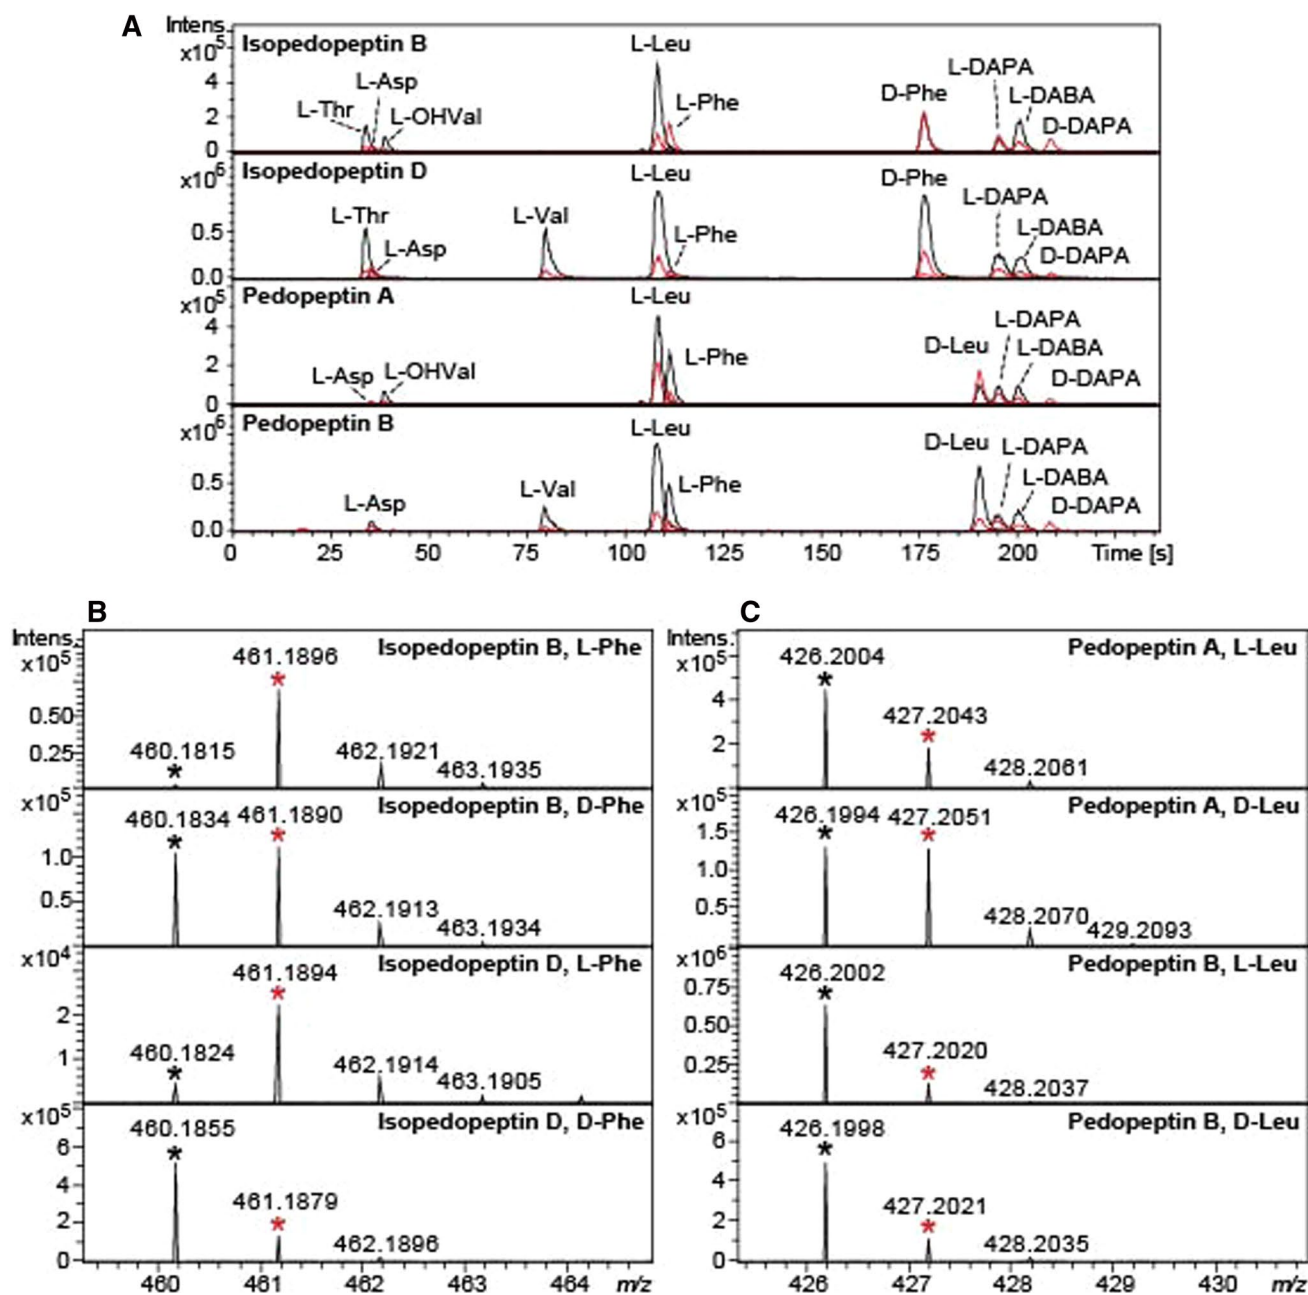 A
Intens.
x10^5
Isopedopeptin B
L-Thr
L-Asp
L-OHVal
L-Leu
L-Phe
D-Phe
L-DAPA
L-DABA
D-DAPA
4
2
0
x10^6
Isopedopeptin D
L-Thr
L-Asp
L-Val
L-Leu
L-Phe
D-Phe
L-DAPA
L-DABA
D-DAPA
0.5
0.0
x10^5
Pedopeptin A
L-Asp
L-OHVal
L-Leu
L-Phe
D-Leu
L-DAPA
L-DABA
D-DAPA
4
2
0
x10^6
Pedopeptin B
L-Asp
L-Val
L-Leu
L-Phe
D-Leu
L-DAPA
L-DABA
D-DAPA
0.5
0.0
0 25 50 75 100 125 150 175 200 Time [s]
B
Intens.
x10^5
Isopedopeptin B, L-Phe
461.1896
*
460.1815
*
462.1921
463.1935
0.50
0.25
x10^5
Isopedopeptin B, D-Phe
460.1834 461.1890
* *
462.1913
463.1934
1.0
0.5
x10^4
Isopedopeptin D, L-Phe
461.1894
*
460.1824
*
462.1914
463.1905
2
1
x10^5
Isopedopeptin D, D-Phe
460.1855
*
461.1879
*
462.1896
6
4
2
0
460 461 462 463 464 m/z
C
Intens.
x10^5
Pedopeptin A, L-Leu
426.2004
*
427.2043
*
428.2061
4
2
x10^5
Pedopeptin A, D-Leu
426.1994 427.2051
* *
428.2070
429.2093
1.5
1.0
0.5
x10^6
Pedopeptin B, L-Leu
426.2002
*
427.2020
*
428.2037
0.75
0.50
0.25
x10^5
Pedopeptin B, D-Leu
426.1998
*
427.2021
*
428.2035
6
4
2
0
426 427 428 429 430 m/z